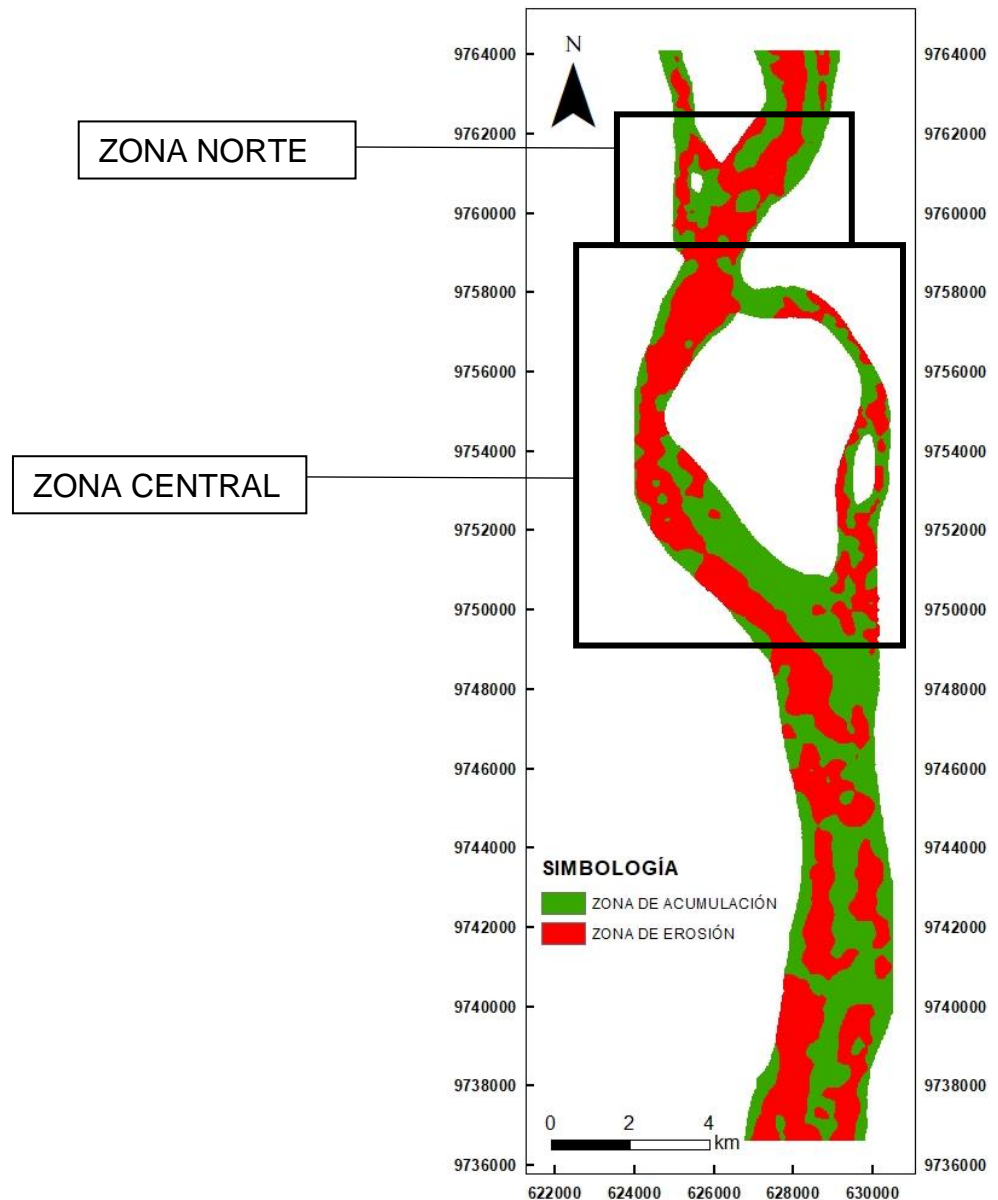 N
9764000 9764000
ZONA NORTE
9762000 9762000
9760000 9760000
9758000 9758000
9756000 9756000
9754000 9754000
ZONA CENTRAL
9752000 9752000
9750000 9750000
9748000 9748000
9746000 9746000
9744000 9744000
SIMBOLOGÍA
ZONA DE ACUMULACIÓN
9742000 9742000
ZONA DE EROSIÓN
9740000 9740000
9738000 9738000
0 2 4
km
9736000 9736000
622000 624000 626000 628000 630000